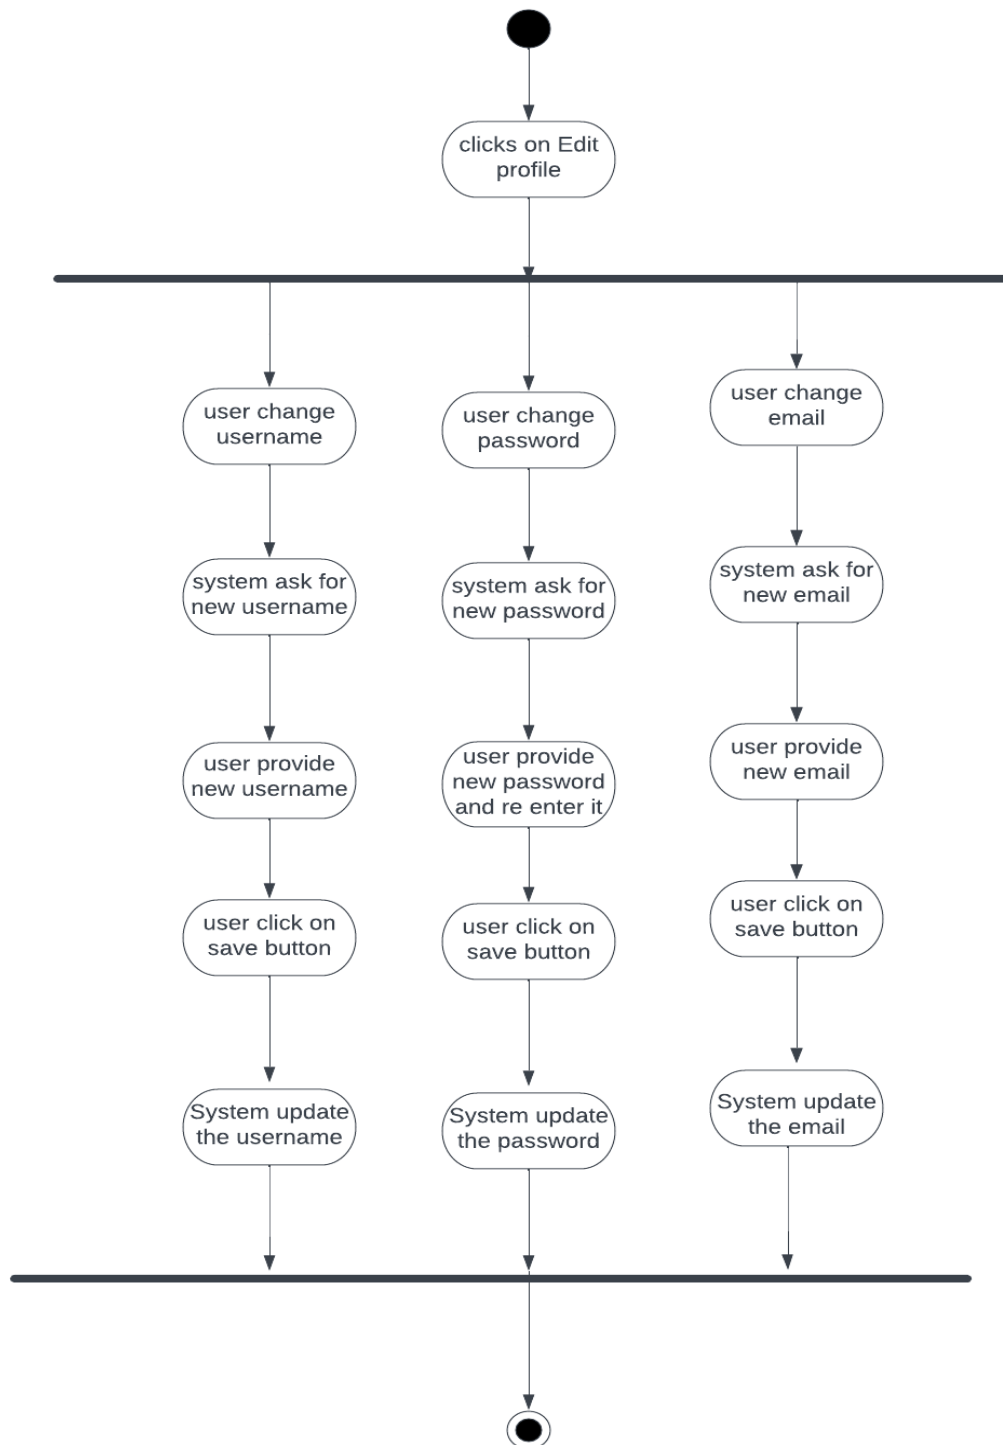 clicks on Edit
profile
user change
username
system ask for
new username
user provide
new username
user click on
save button
System update
the username
user change
password
system ask for
new password
user provide
new password
and re enter it
user click on
save button
System update
the password
user change
email
system ask for
new email
user provide
new email
user click on
save button
System update
the email